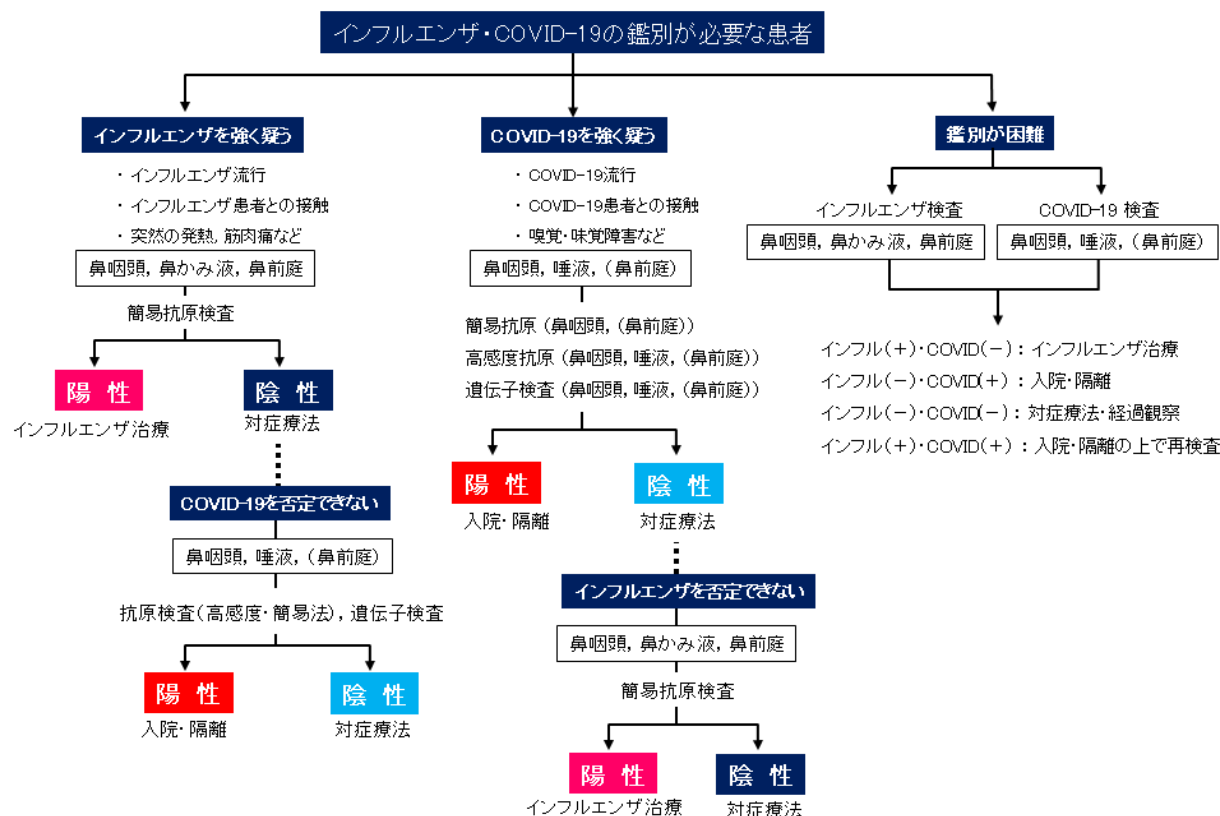 インフルエンザ・COVID-19の鑑別が必要な患者
インフルエンザを強く疑う
・ インフルエンザ流行
・ インフルエンザ患者との接触
・ 突然の発熱, 筋肉痛など
鼻咽頭, 鼻かみ液, 鼻前庭
簡易抗原検査
陽 性
インフルエンザ治療
陰 性
対症療法
COVID-19を否定できない
鼻咽頭, 唾液, (鼻前庭)
抗原検査(高感度・簡易法), 遺伝子検査
陽 性
入院・隔離
陰 性
対症療法
COVID-19を強く疑う
・ COVID-19流行
・ COVID-19患者との接触
・ 嗅覚・味覚障害など
鼻咽頭, 唾液, (鼻前庭)
簡易抗原 (鼻咽頭, (鼻前庭))
高感度抗原 (鼻咽頭, 唾液, (鼻前庭))
遺伝子検査 (鼻咽頭, 唾液, (鼻前庭))
陽 性
入院・隔離
陰 性
対症療法
インフルエンザを否定できない
鼻咽頭, 鼻かみ液, 鼻前庭
簡易抗原検査
陽 性
インフルエンザ治療
陰 性
対症療法
鑑別が困難
インフルエンザ検査
鼻咽頭, 鼻かみ液, 鼻前庭
COVID-19 検査
鼻咽頭, 唾液, (鼻前庭)
インフル(+)・COVID(-) : インフルエンザ治療
インフル(-)・COVID(+) : 入院・隔離
インフル(-)・COVID(-) : 対症療法・経過観察
インフル(+)・COVID(+) : 入院・隔離の上で再検査